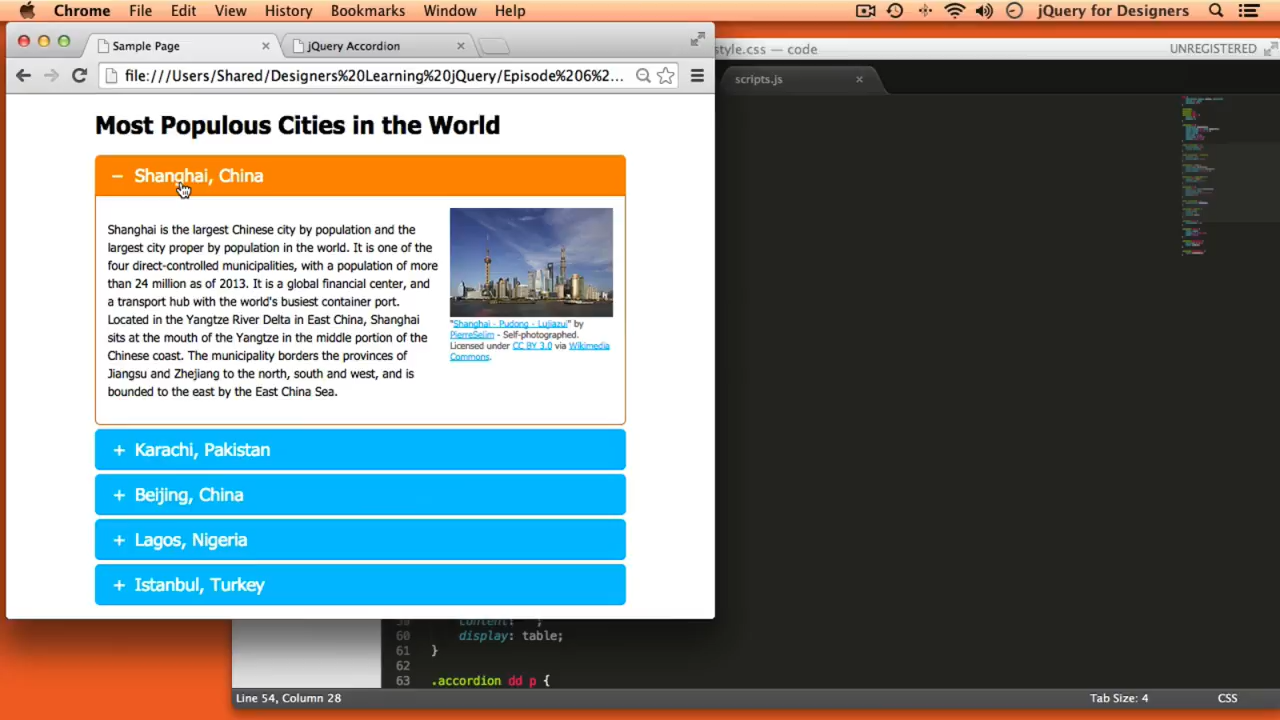 Chrome File Edit View History Bookmarks Window Help jQuery for Designers
Sample Page jQuery Accordion
style.css — code UNREGISTERED
file:///Users/Shared/Designers%20Learning%20jQuery/Episode%206%2...
scripts.js
Most Populous Cities in the World
− Shanghai, China
Shanghai is the largest Chinese city by population and the
largest city proper by population in the world. It is one of the
four direct-controlled municipalities, with a population of more
than 24 million as of 2013. It is a global financial center, and
a transport hub with the world's busiest container port.
Located in the Yangtze River Delta in East China, Shanghai
sits at the mouth of the Yangtze in the middle portion of the
Chinese coast. The municipality borders the provinces of
Jiangsu and Zhejiang to the north, south and west, and is
bounded to the east by the East China Sea.
"Shanghai - Pudong - Lujiazui" by
PierreSelim - Self-photographed.
Licensed under CC BY 3.0 via Wikimedia
Commons.
+ Karachi, Pakistan
+ Beijing, China
+ Lagos, Nigeria
+ Istanbul, Turkey
60 display: table;
61 }
62
63 .accordion dd p {
Line 54, Column 28 Tab Size: 4 CSS